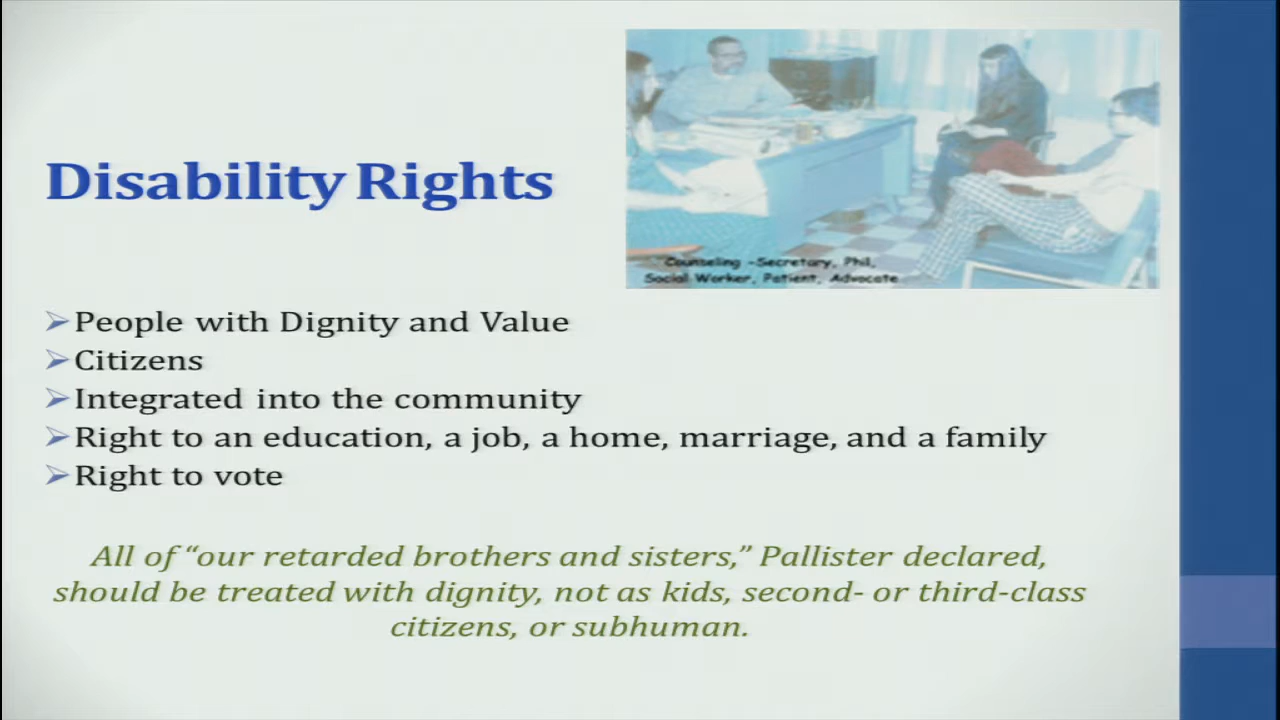 Counseling -Secretary, Phil,
Social Worker, Patient, Advocate
Disability Rights
People with Dignity and Value
Citizens
Integrated into the community
Right to an education, a job, a home, marriage, and a family
Right to vote
All of “our retarded brothers and sisters,” Pallister declared,
should be treated with dignity, not as kids, second- or third-class
citizens, or subhuman.